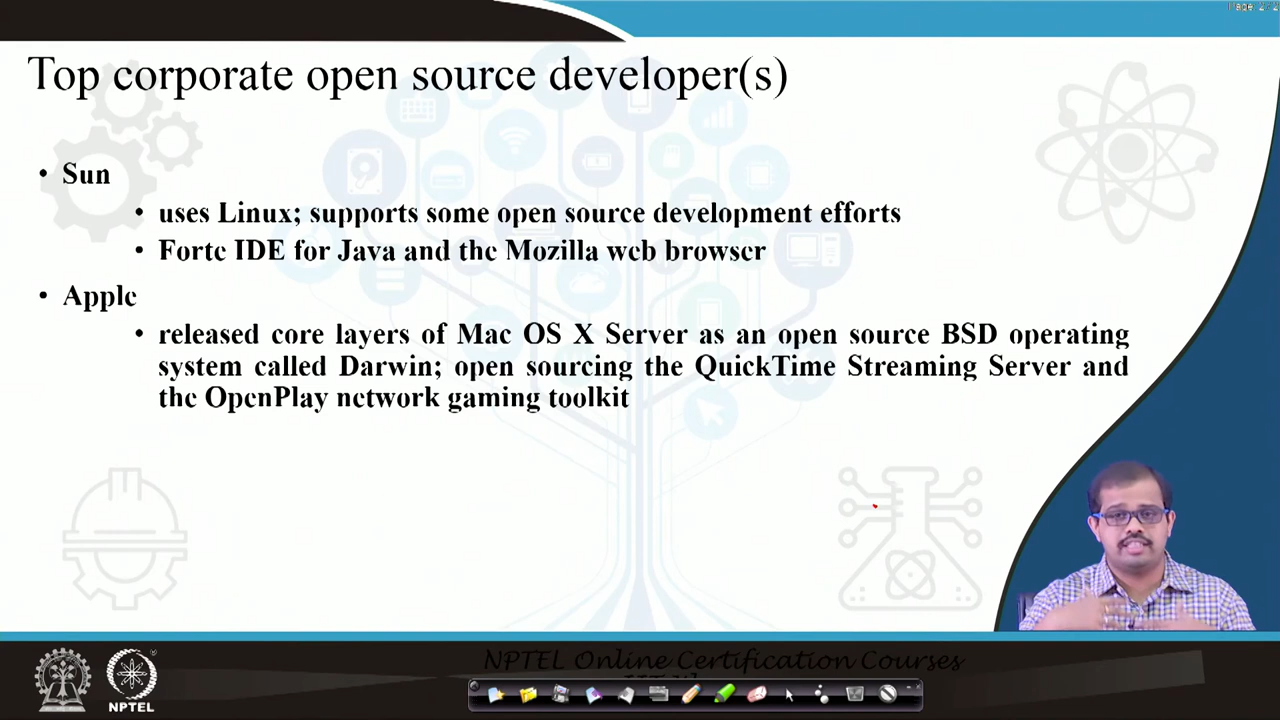 Top corporate open source developer(s)
• Sun
• uses Linux; supports some open source development efforts
• Forte IDE for Java and the Mozilla web browser
• Apple
• released core layers of Mac OS X Server as an open source BSD operating
system called Darwin; open sourcing the QuickTime Streaming Server and
the OpenPlay network gaming toolkit
NPTEL Online Certification Courses
NPTEL